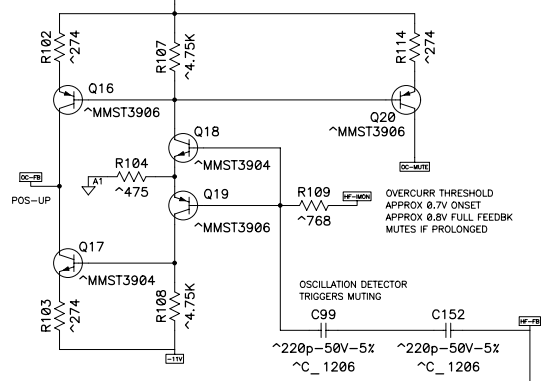 R102
^274
R107
^4.75K
R114
^274
Q16
^MMST3906
Q20
^MMST3906
Q18
^MMST3904
OC-MUTE
OC-FB
POS-UP
A1
R104
^475
Q19
^MMST3906
R109
^768
HF-IMON
OVERCURR THRESHOLD
APPROX 0.7V ONSET
APPROX 0.8V FULL FEEDBK
MUTES IF PROLONGED
Q17
^MMST3904
R103
^274
R108
^4.75K
-11V
OSCILLATION DETECTOR
TRIGGERS MUTING
C99
^220p-50V-5%
^C_1206
C152
^220p-50V-5%
^C_1206
HF-FB